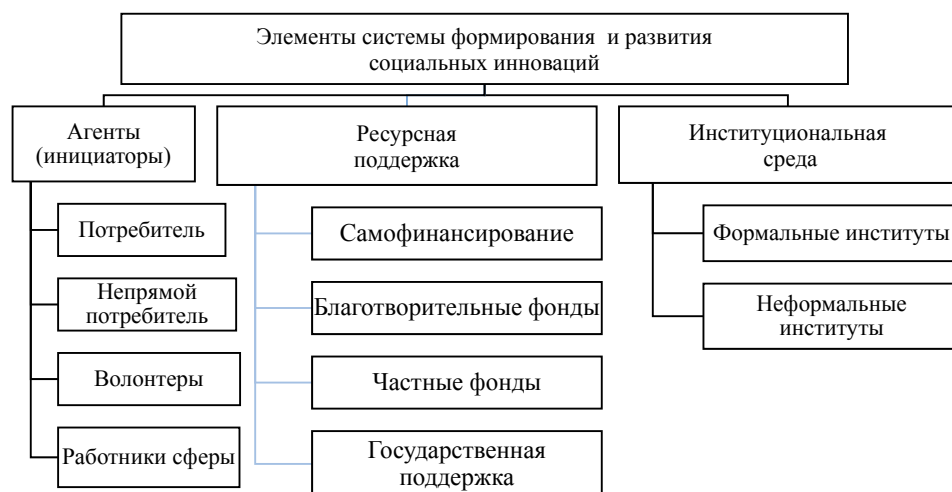 Элементы системы формирования и развития
социальных инноваций
Агенты
(инициаторы)
Ресурсная
поддержка
Институциональная
среда
Потребитель
Непрямой
потребитель
Волонтеры
Работники сферы
Самофинансирование
Благотворительные фонды
Частные фонды
Государственная
поддержка
Формальные институты
Неформальные
институты